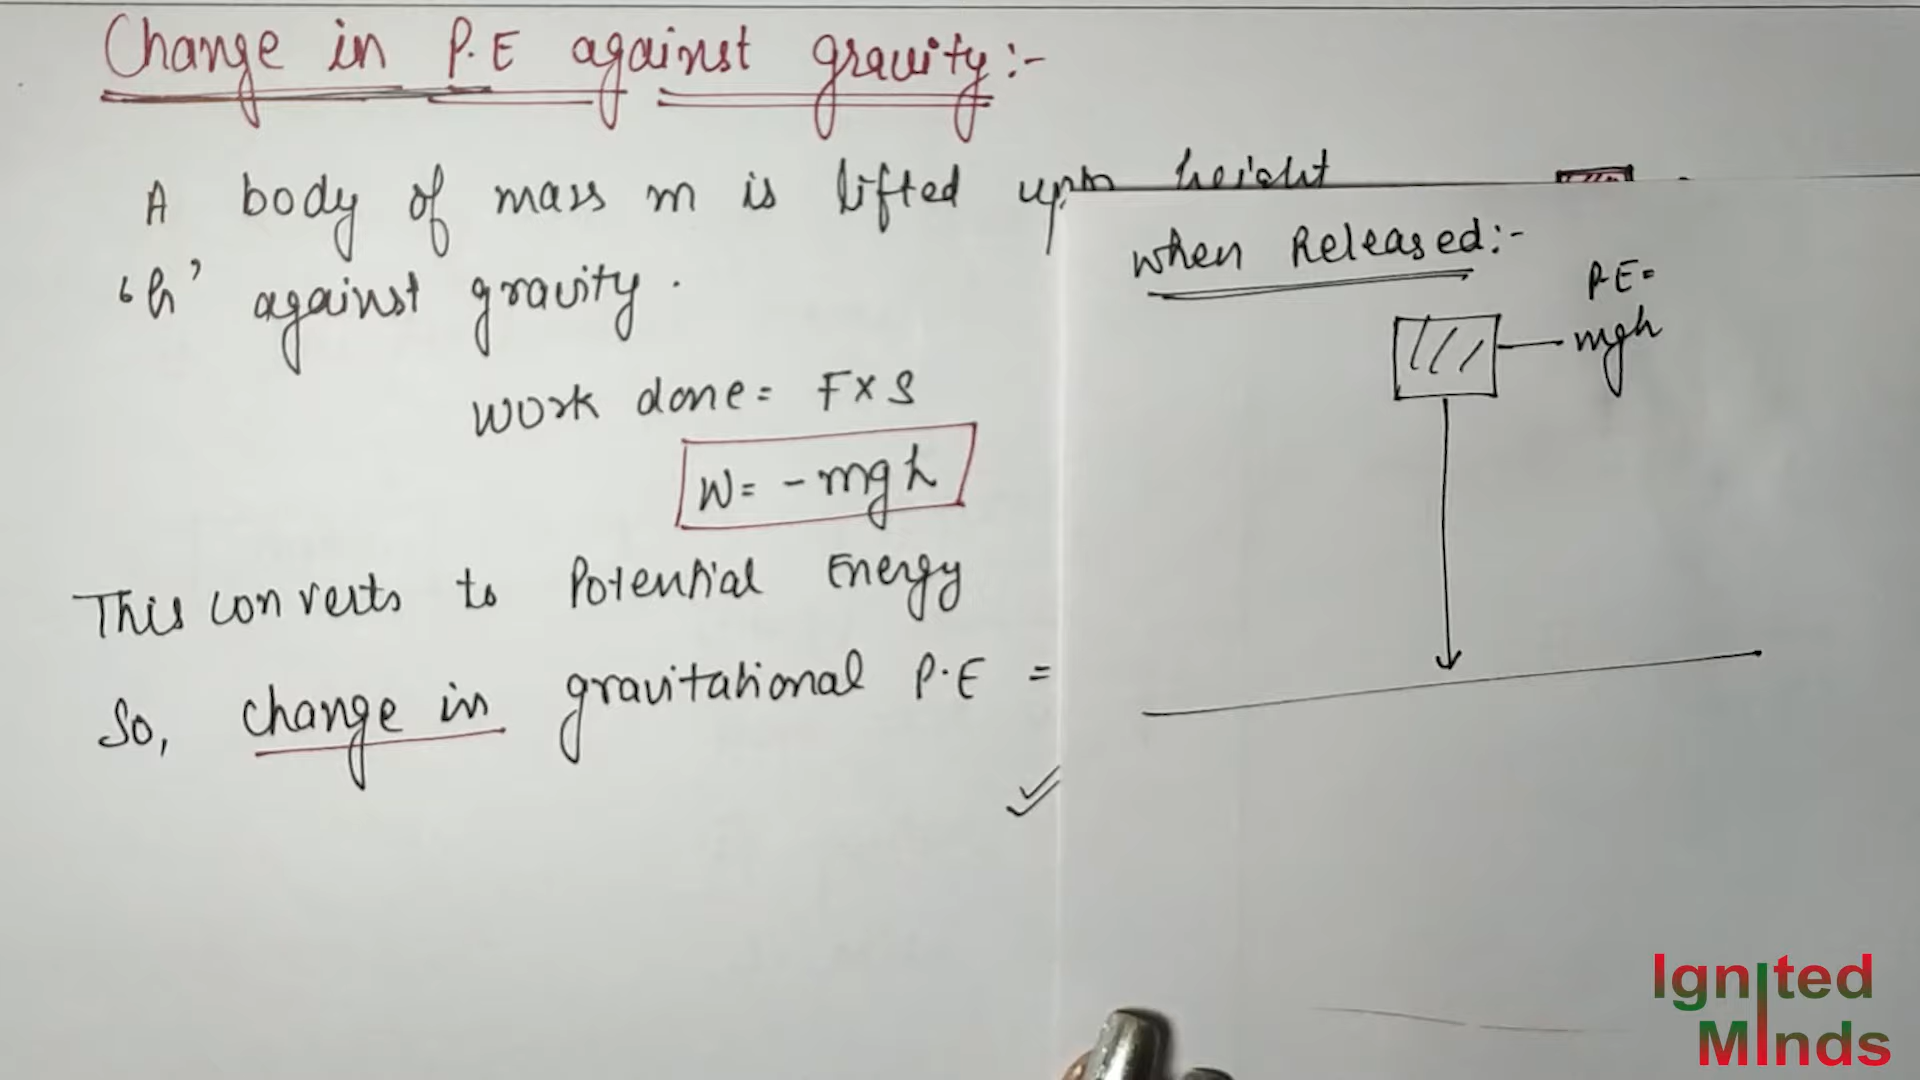 Change in P.E against gravity:-
A body of mass m is lifted upto height
'h' against gravity.
Work done = F x S
W = - mgh
This converts to Potential Energy
So, change in gravitational P.E =
When Released:-
P.E =
mgh
Ignited
Minds